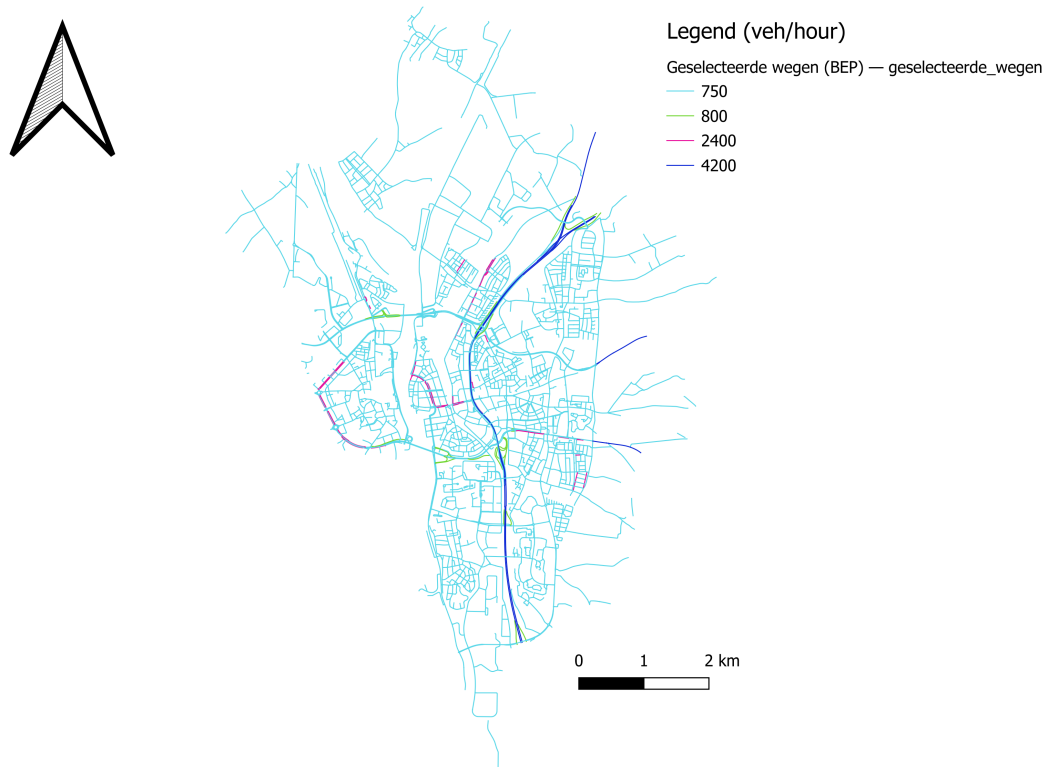 Legend (veh/hour)
Geselecteerde wegen (BEP) — geselecteerde_wegen
750
800
2400
4200
0 1 2 km